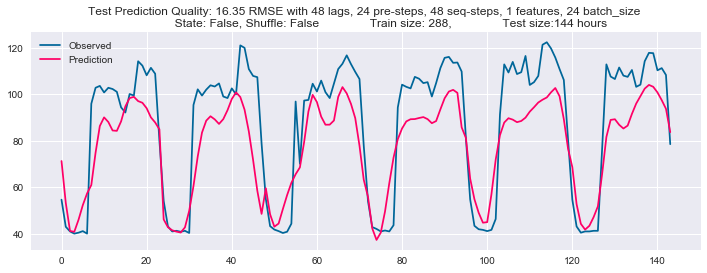 Test Prediction Quality: 16.35 RMSE with 48 lags, 24 pre-steps, 48 seq-steps, 1 features, 24 batch_size
State: False, Shuffle: False Train size: 288, Test size:144 hours
Observed
Prediction
120
100
80
60
40
0 20 40 60 80 100 120 140